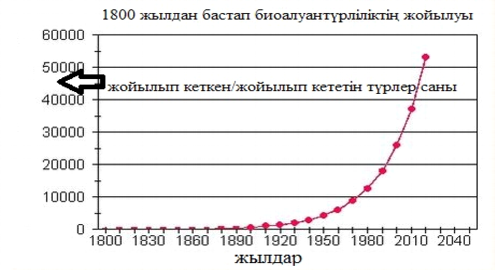 1800 жылдан бастап биоалуантүрліліктің жойылуы
60000
50000
жойылып кеткен/жойылып кететін түрлер саны
40000
30000
20000
10000
0
1800 1830 1860 1890 1920 1950 1980 2010 2040
жылдар